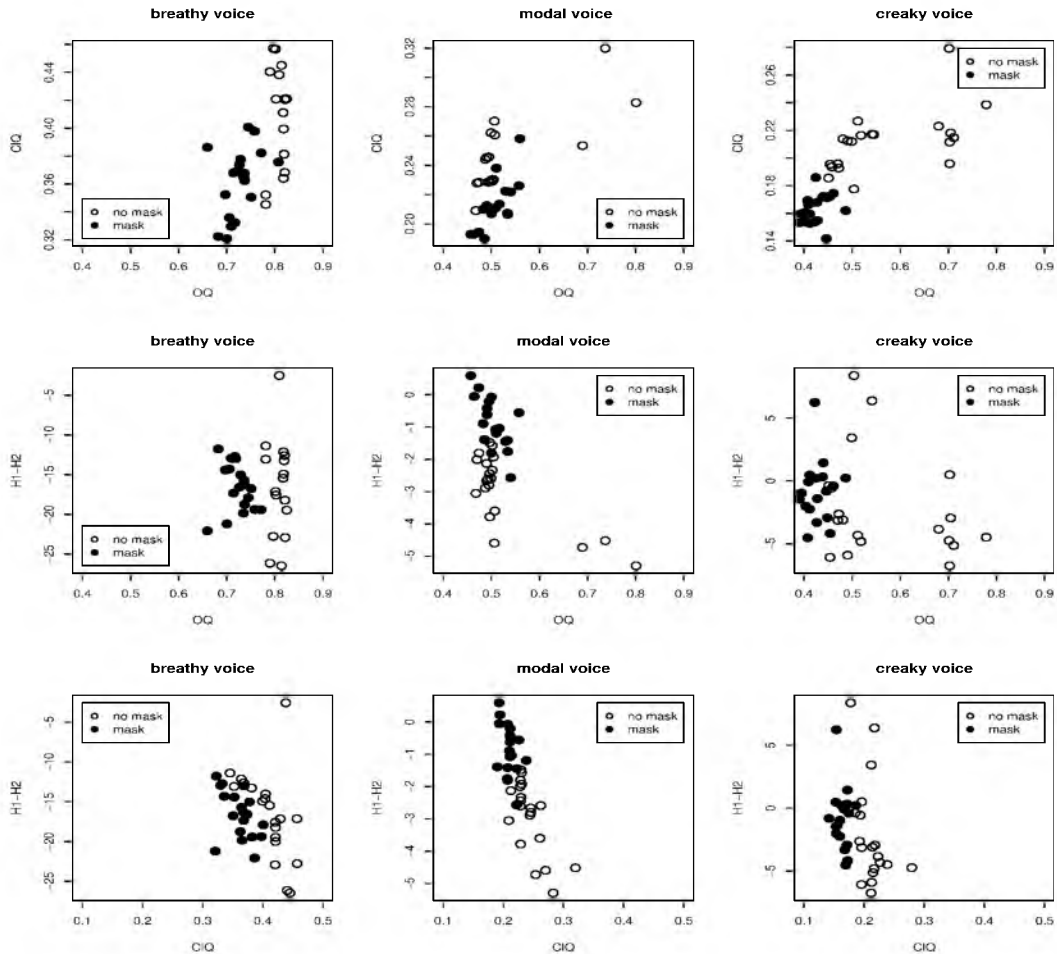 breathy voice
ClQ
0.32 0.36 0.40 0.44
no mask
mask
0.4 0.5 0.6 0.7 0.8 0.9
OQ
modal voice
ClQ
0.20 0.24 0.28 0.32
no mask
mask
0.4 0.5 0.6 0.7 0.8 0.9
OQ
creaky voice
ClQ
0.14 0.18 0.22 0.26
no mask
mask
0.4 0.5 0.6 0.7 0.8 0.9
OQ
breathy voice
H1-H2
-25 -20 -15 -10 -5
no mask
mask
0.4 0.5 0.6 0.7 0.8 0.9
OQ
modal voice
H1-H2
-5 -4 -3 -2 -1 0
no mask
mask
0.4 0.5 0.6 0.7 0.8 0.9
OQ
creaky voice
H1-H2
-5 0 5
no mask
mask
0.4 0.5 0.6 0.7 0.8 0.9
OQ
breathy voice
H1-H2
-25 -20 -15 -10 -5
no mask
mask
0.1 0.2 0.3 0.4 0.5
ClQ
modal voice
H1-H2
-5 -4 -3 -2 -1 0
no mask
mask
0.1 0.2 0.3 0.4 0.5
ClQ
creaky voice
H1-H2
-5 0 5
no mask
mask
0.1 0.2 0.3 0.4 0.5
ClQ